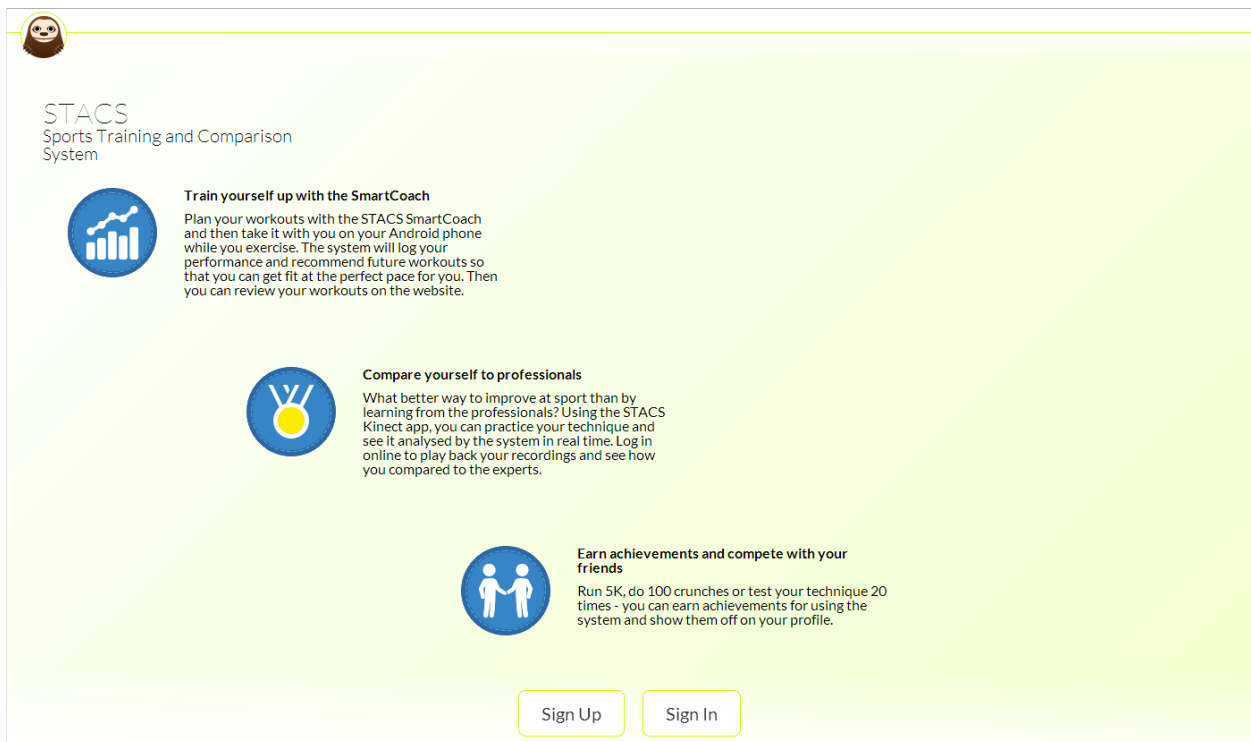 STACS
Sports Training and Comparison
System
Train yourself up with the SmartCoach
Plan your workouts with the STACS SmartCoach
and then take it with you on your Android phone
while you exercise. The system will log your
performance and recommend future workouts so
that you can get fit at the perfect pace for you. Then
you can review your workouts on the website.
Compare yourself to professionals
What better way to improve at sport than by
learning from the professionals? Using the STACS
Kinect app, you can practice your technique and
see it analysed by the system in real time. Log in
online to play back your recordings and see how
you compared to the experts.
Earn achievements and compete with your
friends
Run 5K, do 100 crunches or test your technique 20
times - you can earn achievements for using the
system and show them off on your profile.
Sign Up
Sign In